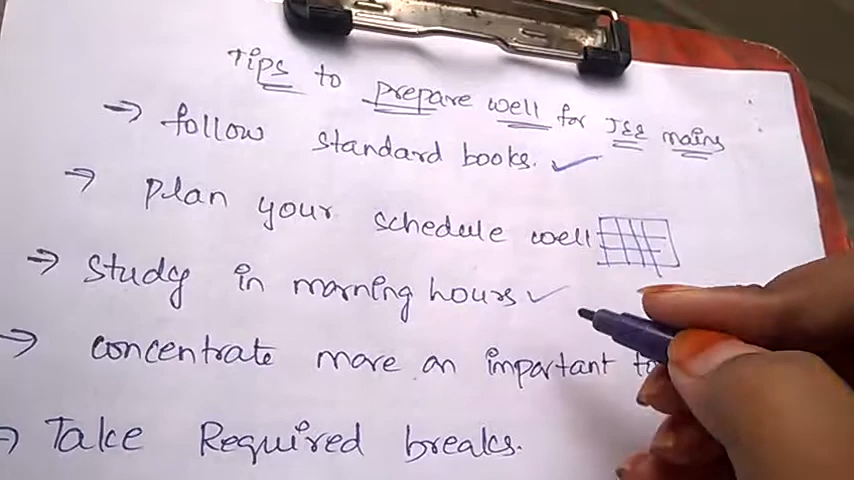 Tips to prepare well for JEE mains
→ follow standard books. ✓
→ plan your schedule well
→ study in morning hours ✓
→ concentrate more on important
→ Take Required breaks.